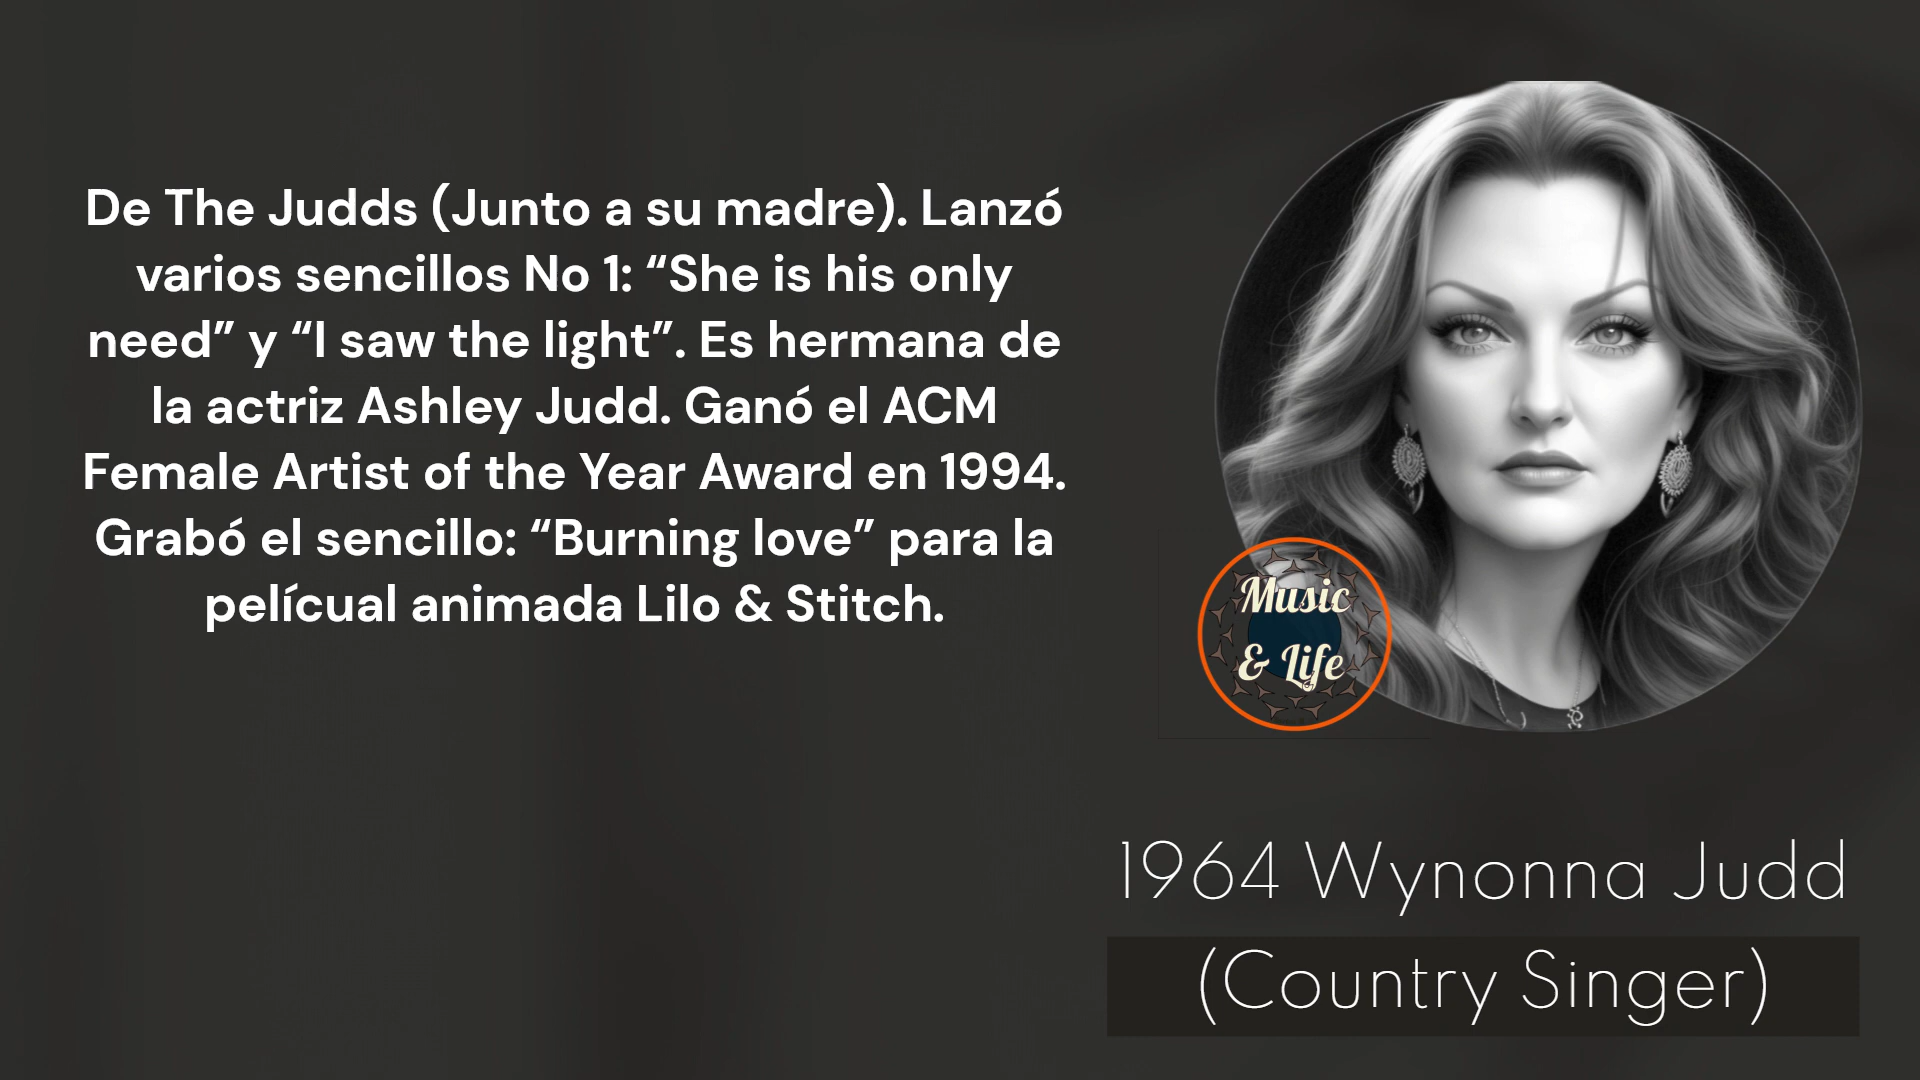 De The Judds (Junto a su madre). Lanzó
varios sencillos No 1: “She is his only
need” y “I saw the light”. Es hermana de
la actriz Ashley Judd. Ganó el ACM
Female Artist of the Year Award en 1994.
Grabó el sencillo: “Burning love” para la
pelícual animada Lilo & Stitch.
Music
& Life
1964 Wynonna Judd
(Country Singer)